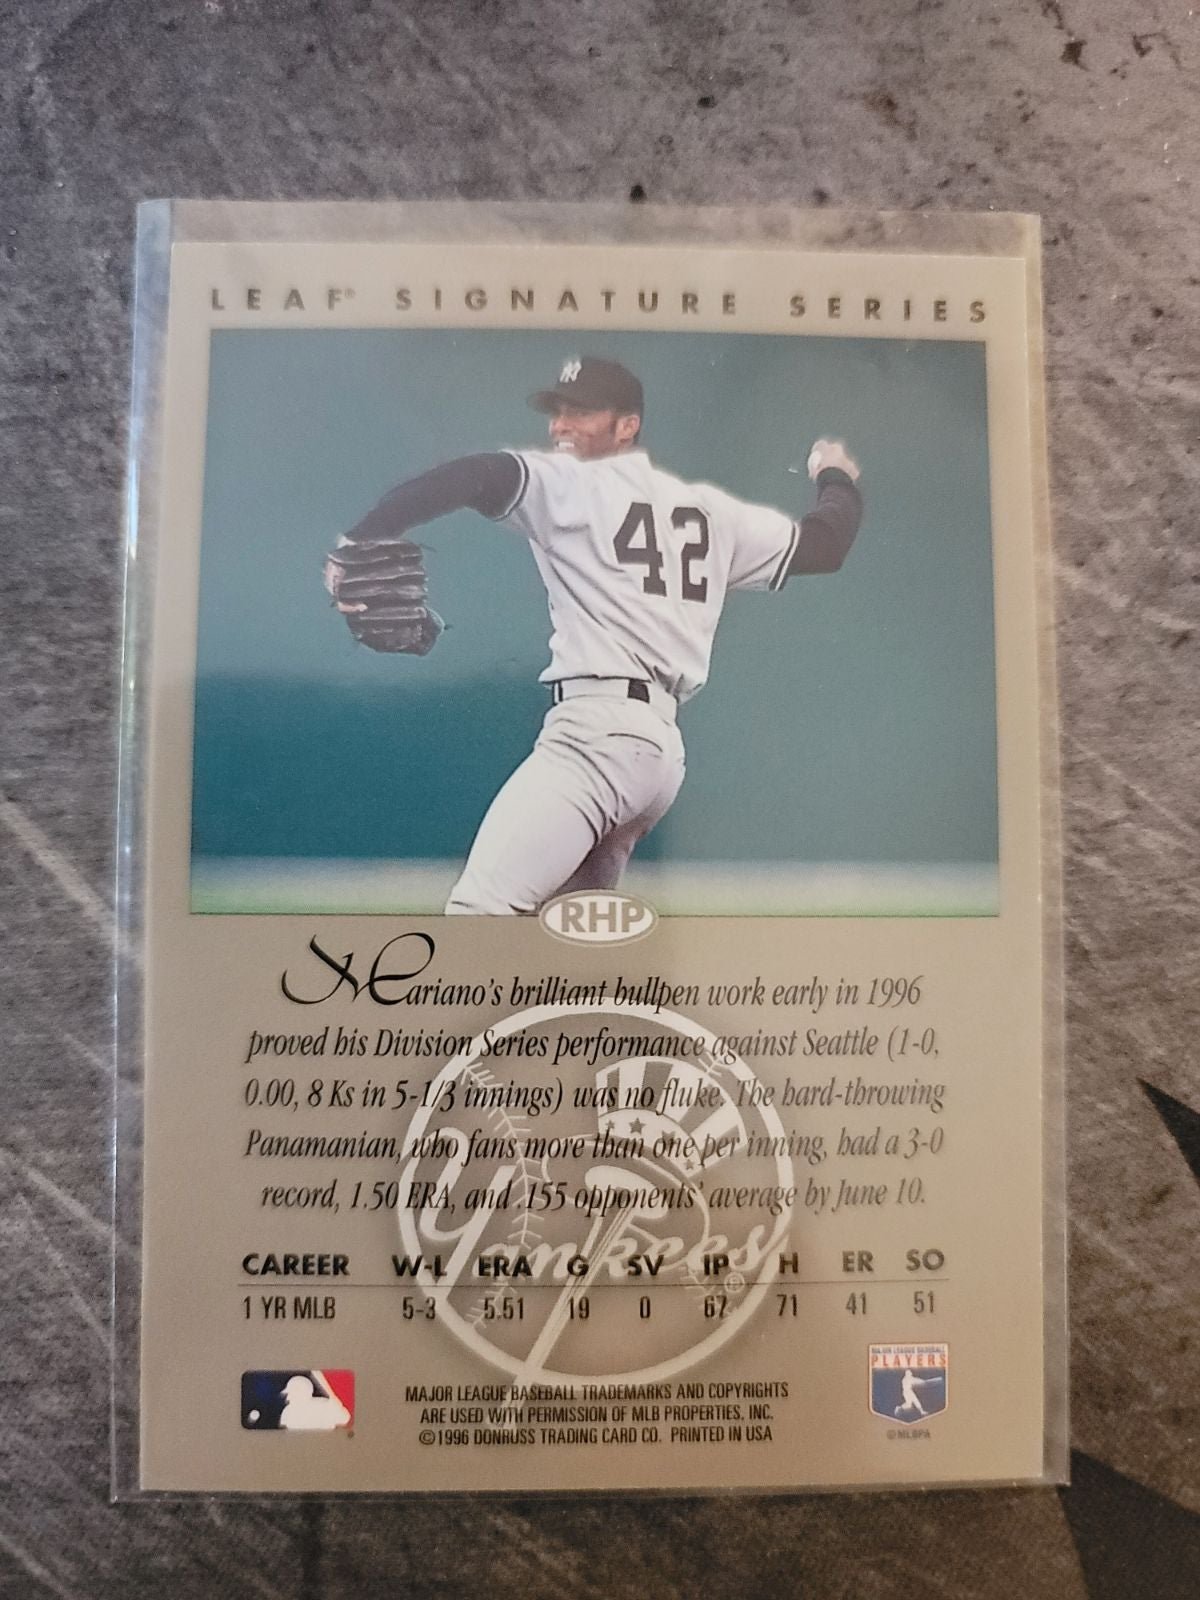 LEAF® SIGNATURE SERIES
NY
42
RHP
Mariano's brilliant bullpen work early in 1996
proved his Division Series performance against Seattle (1-0,
0.00, 8 Ks in 5-1/3 innings) was no fluke. The hard-throwing
Panamanian, who fans more than one per inning, had a 3-0
record, 1.50 ERA, and .155 opponents' average by June 10.
Yankees®
CAREER W-L ERA G SV IP H ER SO
1 YR MLB 5-3 5.51 19 0 67 71 41 51
MAJOR LEAGUE BASEBALL
PLAYERS
©MLBPA
MAJOR LEAGUE BASEBALL TRADEMARKS AND COPYRIGHTS
ARE USED WITH PERMISSION OF MLB PROPERTIES, INC.
©1996 DONRUSS TRADING CARD CO. PRINTED IN USA